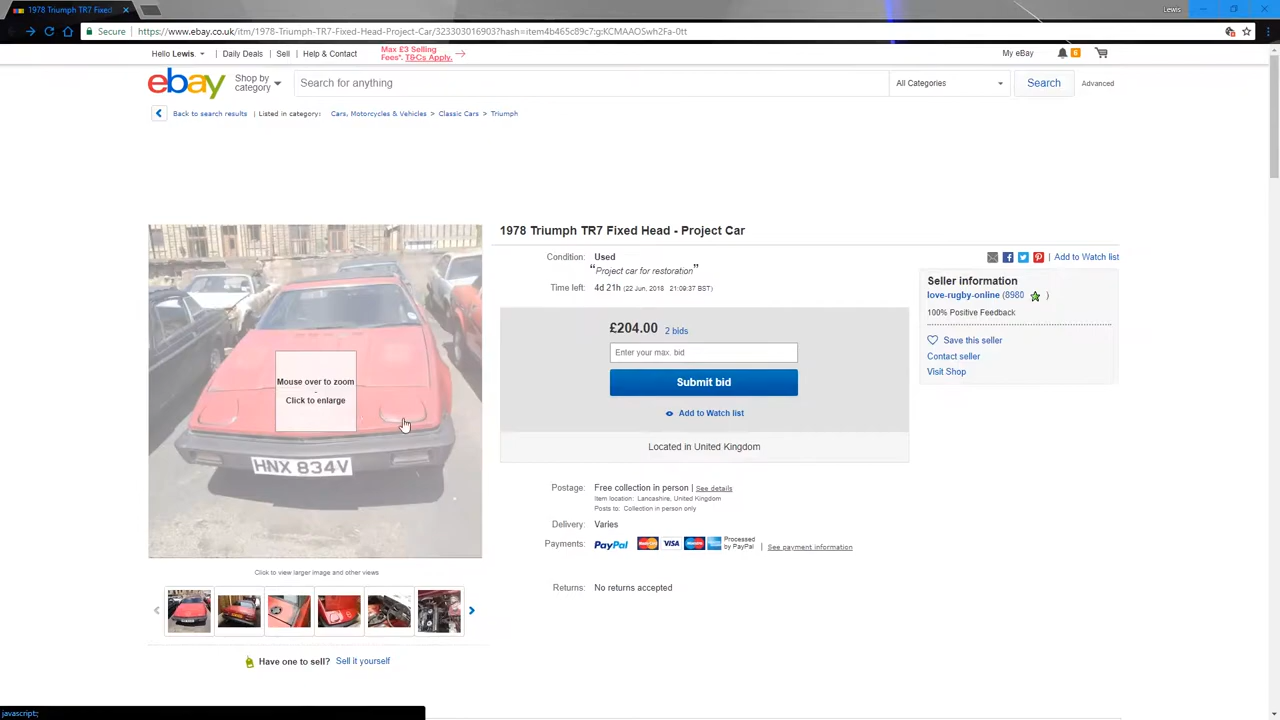 1978 Triumph TR7 Fixed
Lewis
Secure
https://www.ebay.co.uk/itm/1978-Triumph-TR7-Fixed-Head-Project-Car/323303016903?hash=item4b465c89c7:g:KCMAAOSwh2Fa-0tt
Hello Lewis.
Daily Deals
Sell
Help & Contact
Max £3 Selling
Fees*. T&Cs Apply.
My eBay
6
ebay
Shop by
category
Search for anything
All Categories
Search
Advanced
Back to search results | Listed in category:
Cars, Motorcycles & Vehicles > Classic Cars > Triumph
1978 Triumph TR7 Fixed Head - Project Car
Condition: Used
“Project car for restoration”
Time left: 4d 21h (22 Jun, 2018 21:09:37 BST)
| Add to Watch list
Seller information
love-rugby-online (8980 )
100% Positive Feedback
Save this seller
Contact seller
Visit Shop
£204.00 2 bids
Enter your max. bid
Submit bid
Add to Watch list
Located in United Kingdom
Mouse over to zoom
-
Click to enlarge
HNX 834V
Postage: Free collection in person | See details
Item location: Lancashire, United Kingdom
Posts to: Collection in person only
Delivery: Varies
Payments: PayPal VISA Processed
by PayPal | See payment information
Returns: No returns accepted
Click to view larger image and other views
Have one to sell? Sell it yourself
javascript:;